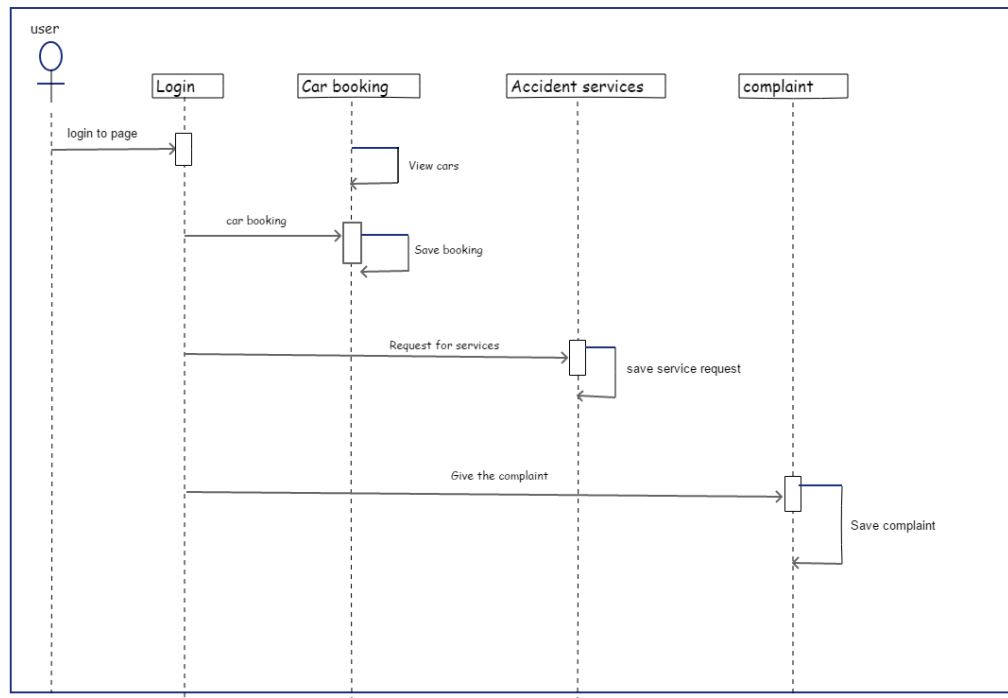 user
Login
Car booking
Accident services
complaint
login to page
View cars
car booking
Save booking
Request for services
save service request
Give the complaint
Save complaint